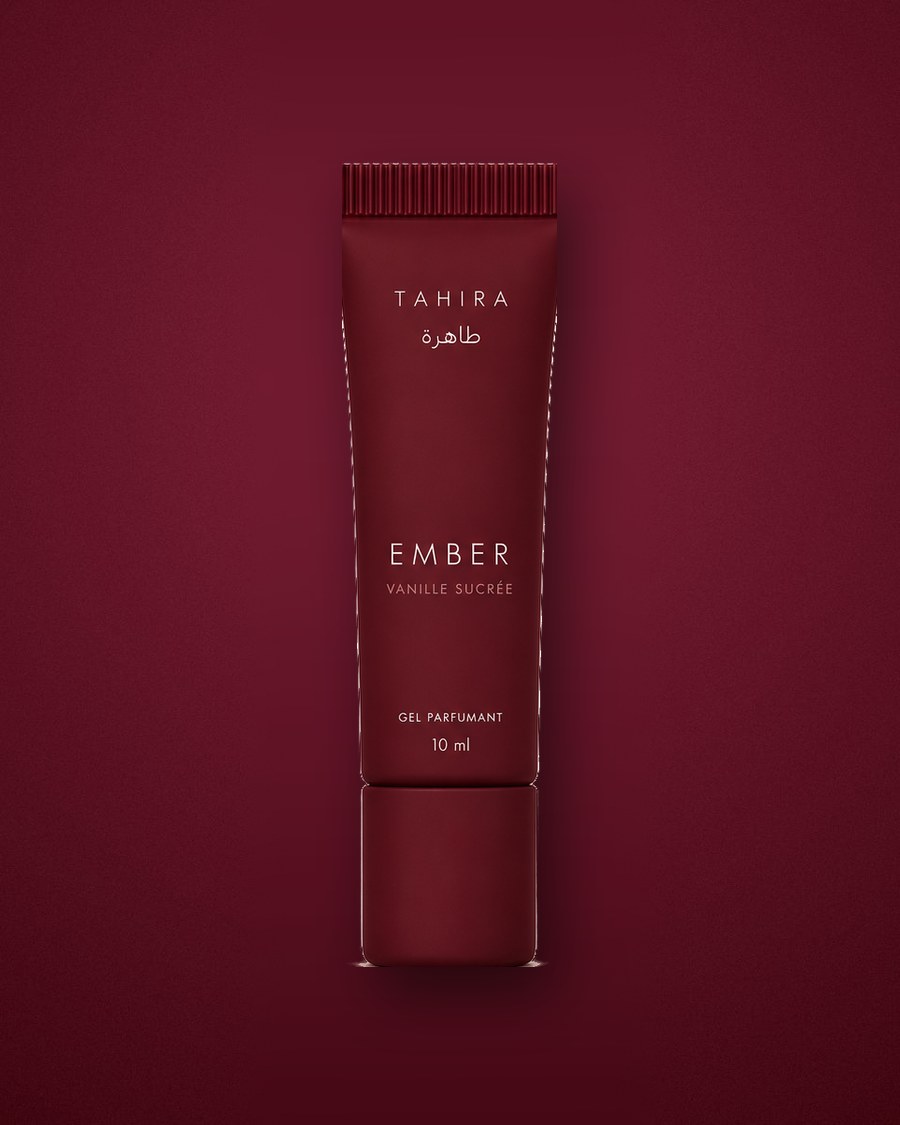 TAHIRA
طاهرة
EMBER
VANILLE SUCRÉE
GEL PARFUMANT
10 ml